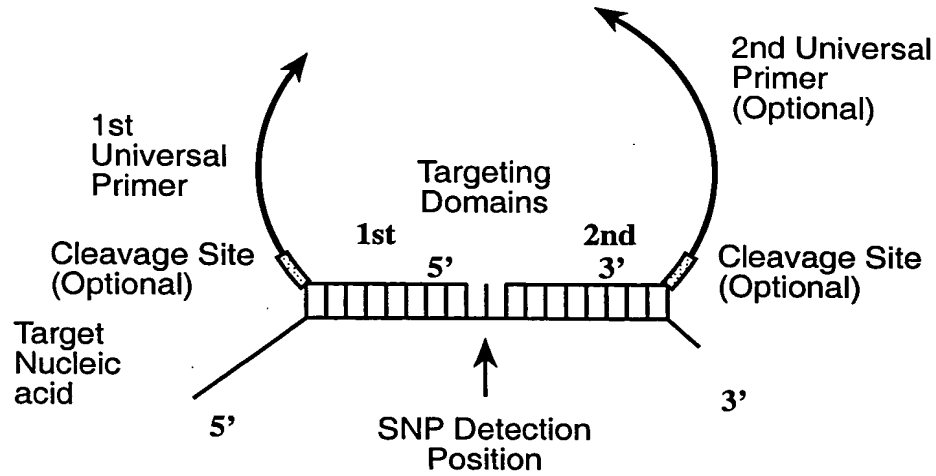 2nd Universal
Primer
(Optional)
1st
Universal
Primer
Targeting
Domains
1st
2nd
5’
3’
Cleavage Site
(Optional)
Cleavage Site
(Optional)
Target
Nucleic
acid
5’
3’
SNP Detection
Position